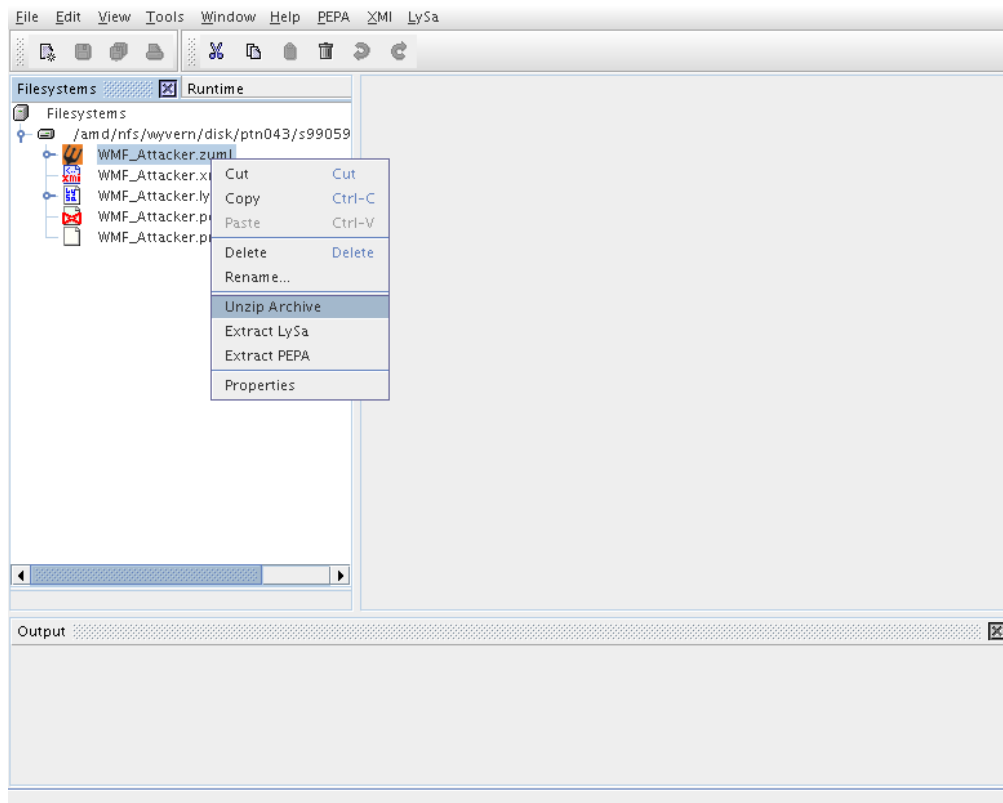 File Edit View Tools Window Help PEPA XMI LySa
Filesystems Runtime
Filesystems
/amd/nfs/wyvern/disk/ptn043/s99059
WMF_Attacker.zuml
WMF_Attacker.x
WMF_Attacker.ly
WMF_Attacker.p
WMF_Attacker.p
Cut Cut
Copy Ctrl-C
Paste Ctrl-V
Delete Delete
Rename...
Unzip Archive
Extract LySa
Extract PEPA
Properties
Output